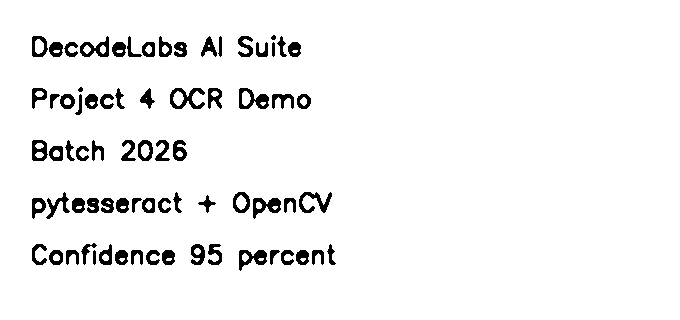 DecodeLabs AI Suite
Project 4 OCR Demo
Batch 2026
pytesseract + OpenCV
Confidence 95 percent